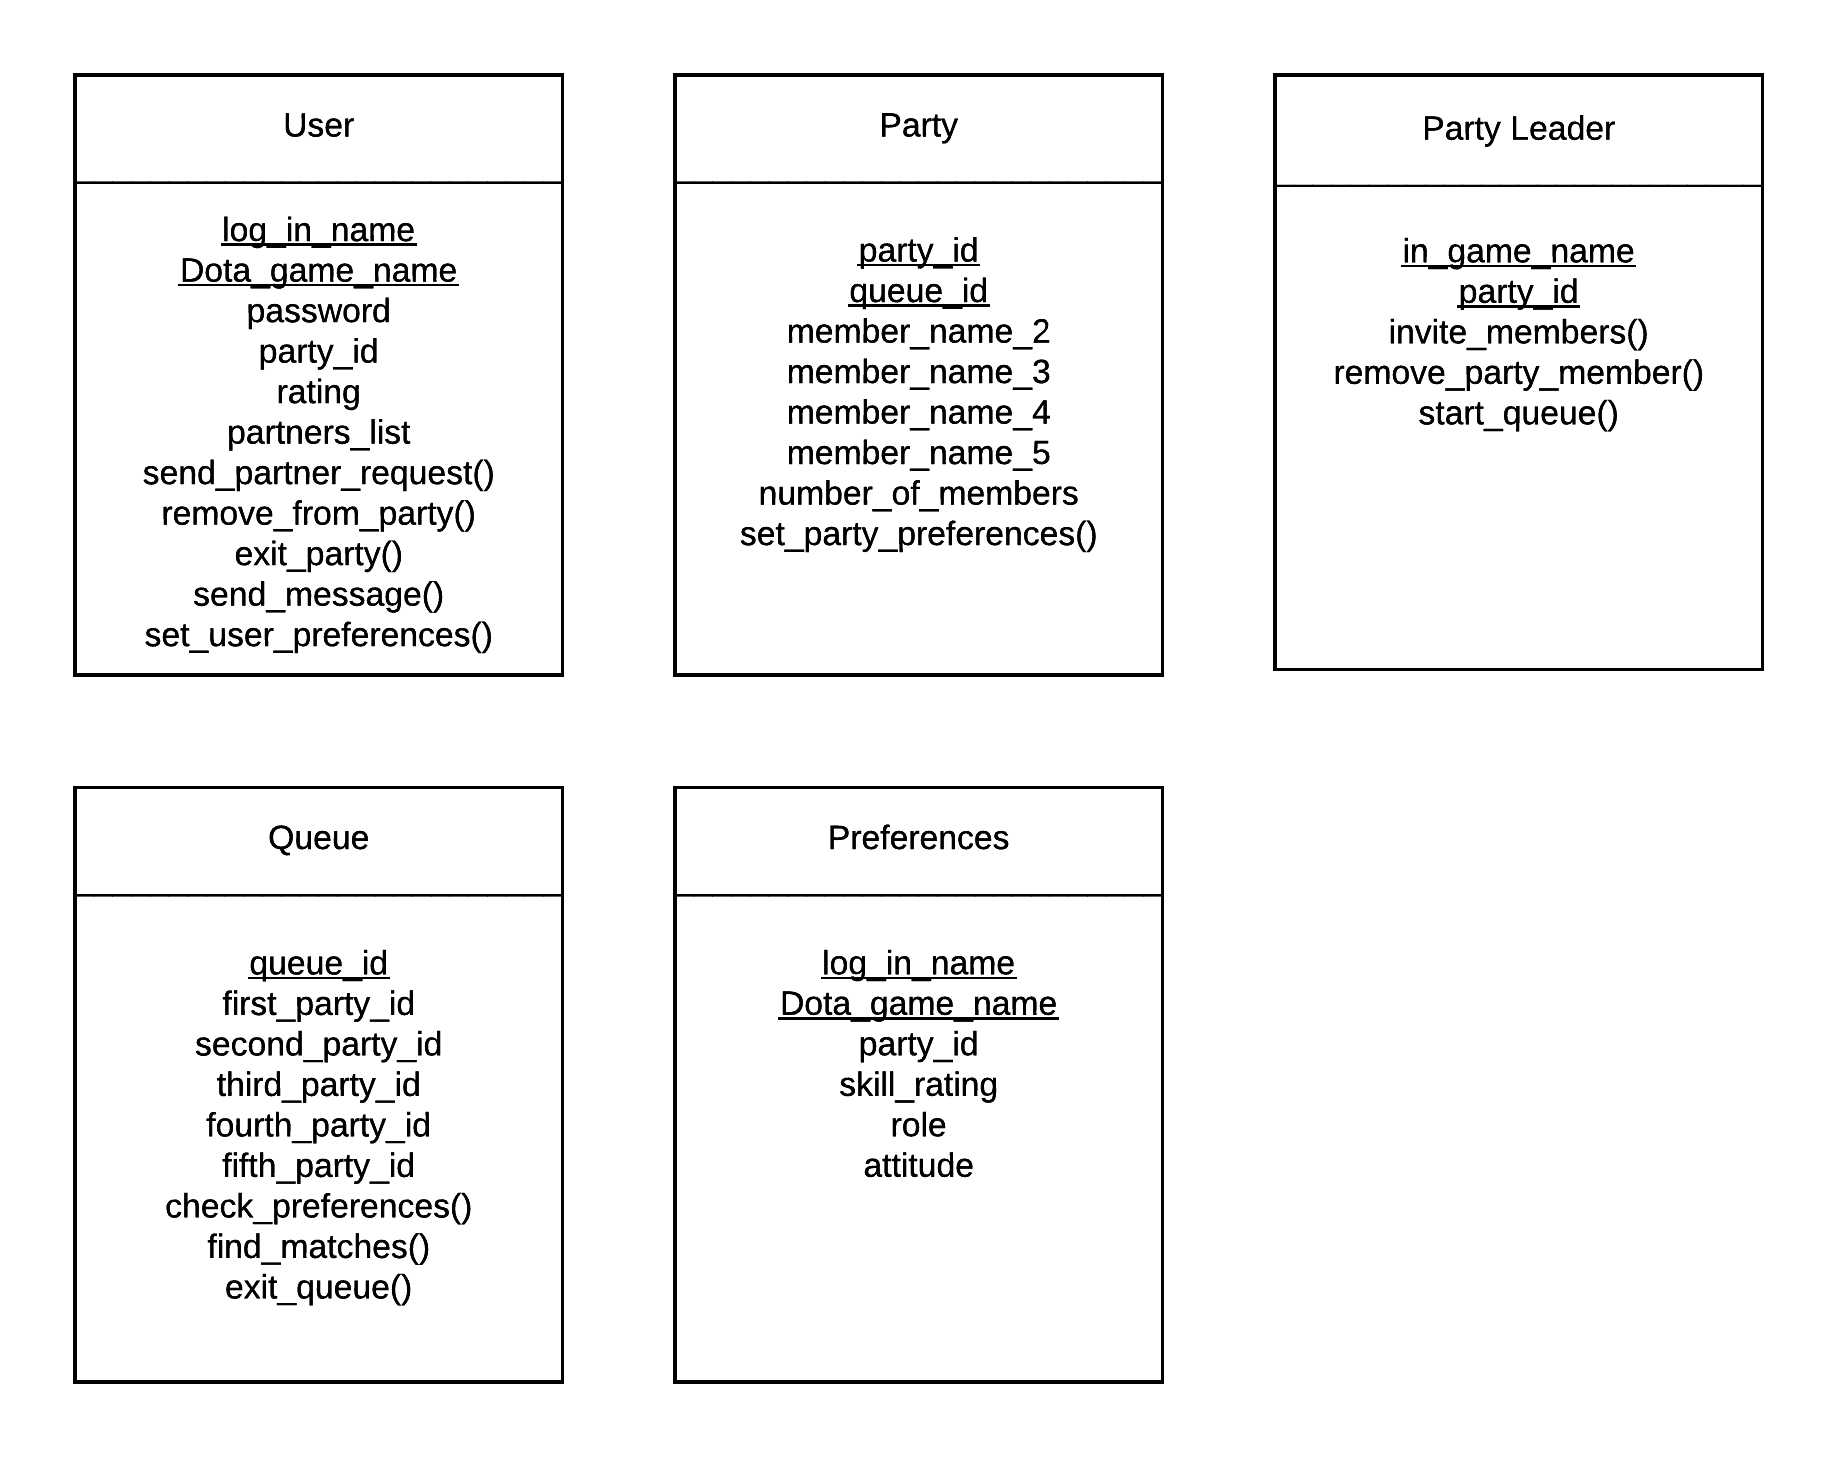 User
log_in_name
Dota_game_name
password
party_id
rating
partners_list
send_partner_request()
remove_from_party()
exit_party()
send_message()
set_user_preferences()
Party
party_id
queue_id
member_name_2
member_name_3
member_name_4
member_name_5
number_of_members
set_party_preferences()
Party Leader
in_game_name
party_id
invite_members()
remove_party_member()
start_queue()
Queue
queue_id
first_party_id
second_party_id
third_party_id
fourth_party_id
fifth_party_id
check_preferences()
find_matches()
exit_queue()
Preferences
log_in_name
Dota_game_name
party_id
skill_rating
role
attitude